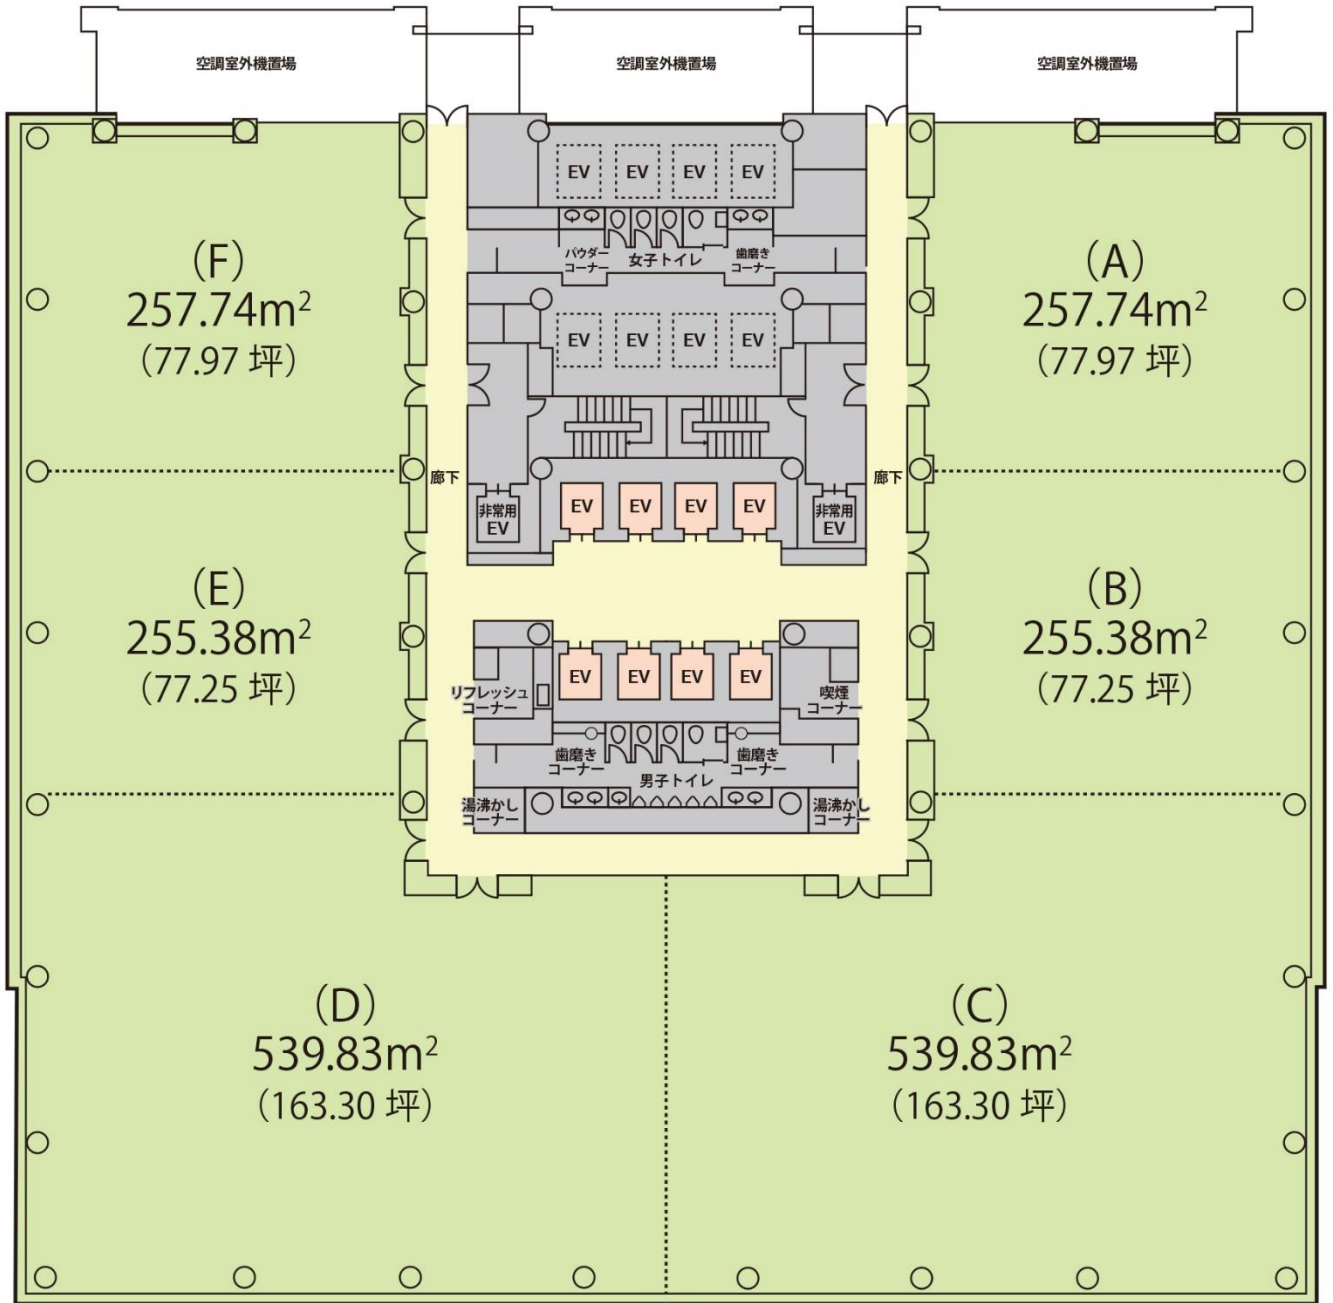 空調室外機置場
空調室外機置場
空調室外機置場
EV
EV
EV
EV
パウダー
コーナー
女子トイレ
歯磨き
コーナー
(F)
257.74m²
(77.97 坪)
(A)
257.74m²
(77.97 坪)
EV
EV
EV
EV
廊下
廊下
非常用
EV
EV
EV
EV
EV
非常用
EV
(E)
255.38m²
(77.25 坪)
(B)
255.38m²
(77.25 坪)
リフレッシュ
コーナー
EV
EV
EV
EV
喫煙
コーナー
歯磨き
コーナー
男子トイレ
歯磨き
コーナー
湯沸かし
コーナー
湯沸かし
コーナー
(D)
539.83m²
(163.30 坪)
(C)
539.83m²
(163.30 坪)